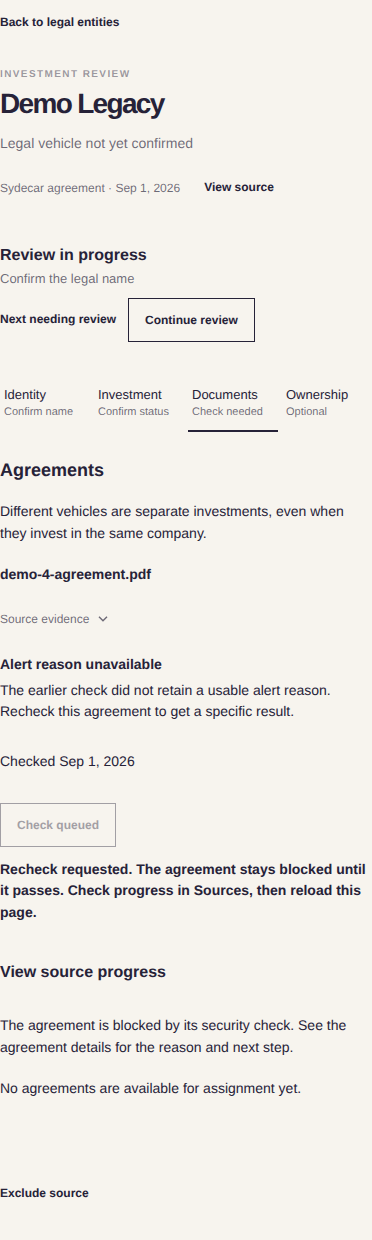 Back to legal entities
INVESTMENT REVIEW
Demo Legacy
Legal vehicle not yet confirmed
Sydecar agreement · Sep 1, 2026 View source
Review in progress
Confirm the legal name
Next needing review Continue review
Identity Investment Documents Ownership
Confirm name Confirm status Check needed Optional
Agreements
Different vehicles are separate investments, even when
they invest in the same company.
demo-4-agreement.pdf
Source evidence
Alert reason unavailable
The earlier check did not retain a usable alert reason.
Recheck this agreement to get a specific result.
Checked Sep 1, 2026
Check queued
Recheck requested. The agreement stays blocked until
it passes. Check progress in Sources, then reload this
page.
View source progress
The agreement is blocked by its security check. See the
agreement details for the reason and next step.
No agreements are available for assignment yet.
Exclude source